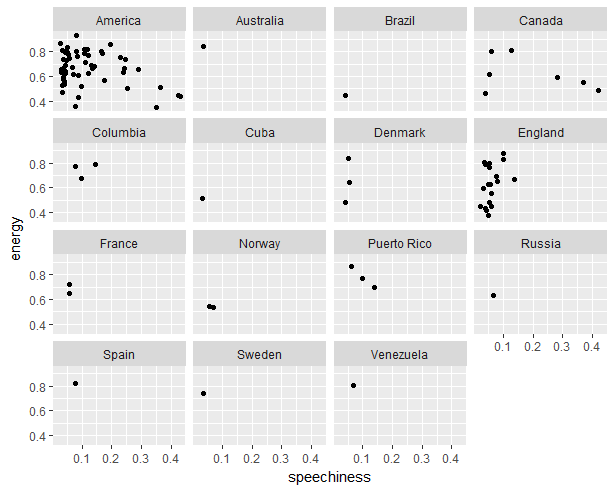 America Australia Brazil Canada
0.8
0.6
0.4
Columbia Cuba Denmark England
0.8
0.6
0.4
energy
France Norway Puerto Rico Russia
0.8
0.6
0.4
0.1 0.2 0.3 0.4
Spain Sweden Venezuela
0.8
0.6
0.4
0.1 0.2 0.3 0.4 0.1 0.2 0.3 0.4 0.1 0.2 0.3 0.4
speechiness